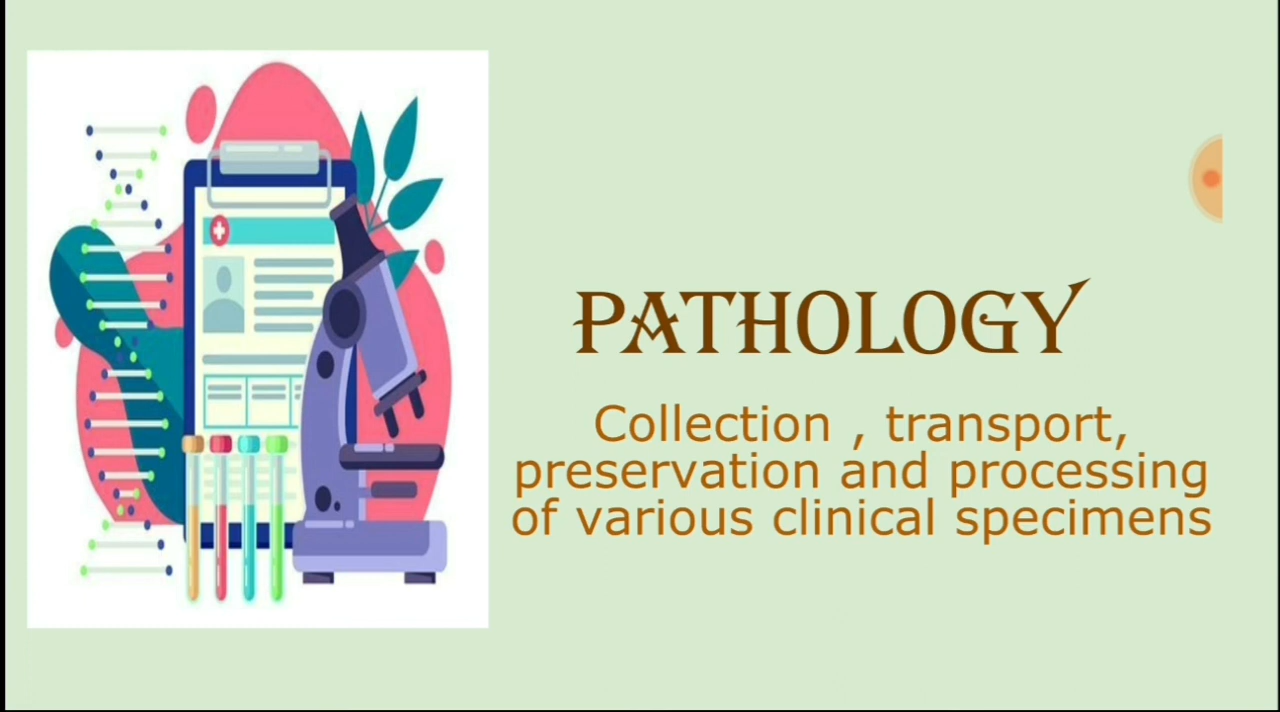 PATHOLOGY
Collection , transport,
preservation and processing
of various clinical specimens